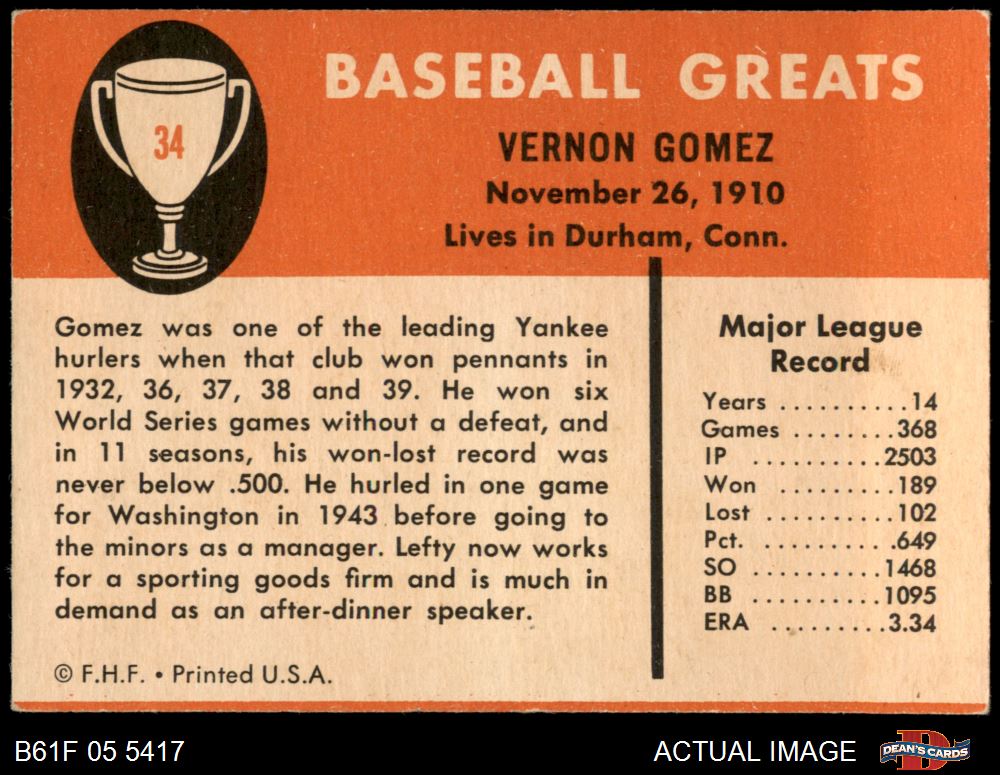 34
BASEBALL GREATS
VERNON GOMEZ
November 26, 1910
Lives in Durham, Conn.
Gomez was one of the leading Yankee
hurlers when that club won pennants in
1932, 36, 37, 38 and 39. He won six
World Series games without a defeat, and
in 11 seasons, his won-lost record was
never below .500. He hurled in one game
for Washington in 1943 before going to
the minors as a manager. Lefty now works
for a sporting goods firm and is much in
demand as an after-dinner speaker.
© F.H.F. • Printed U.S.A.
Major League
Record
Years ..........14
Games ........368
IP ..........2503
Won .........189
Lost ..........102
Pct. ..........649
SO ..........1468
BB ..........1095
ERA .........3.34
B61F 05 5417
ACTUAL IMAGE
D
DEAN'S CARDS